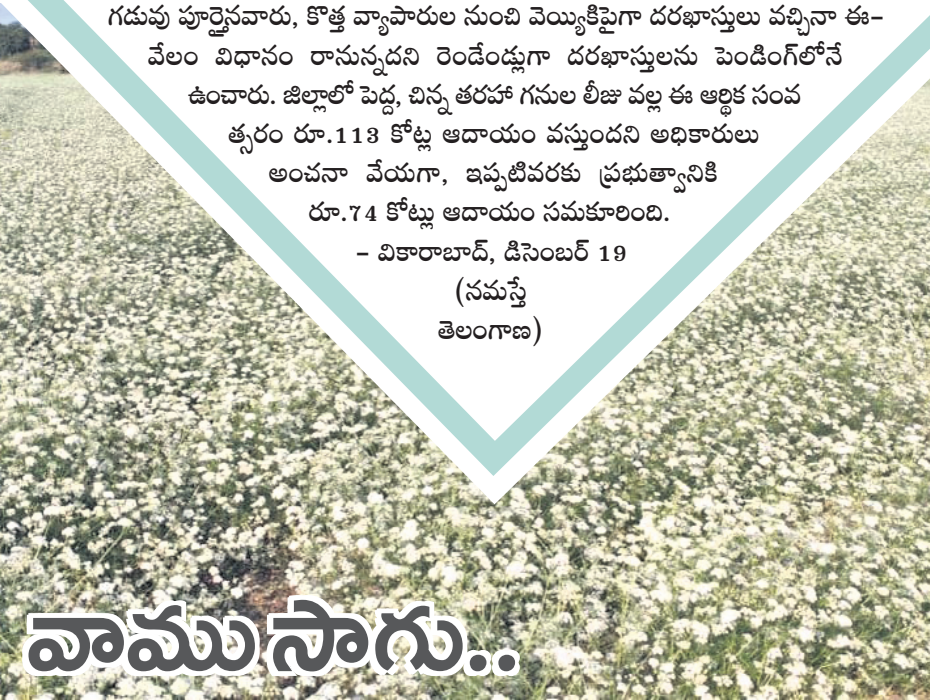 గడువు పూర్తైనవారు, కొత్త వ్యాపారుల నుంచి వెయ్యికిపైగా దరఖాస్తులు వచ్చినా ఈ-
వేలం విధానం రానున్నదని రెండేండ్లుగా దరఖాస్తులను పెండింగ్‌లోనే
ఉంచారు. జిల్లాలో పెద్ద, చిన్న తరహా గనుల లీజు వల్ల ఈ ఆర్థిక సంవ
త్సరం రూ.113 కోట్ల ఆదాయం వస్తుందని అధికారులు
అంచనా వేయగా, ఇప్పటివరకు ప్రభుత్వానికి
రూ.74 కోట్లు ఆదాయం సమకూరింది.
- వికారాబాద్, డిసెంబర్ 19
(నమస్తే
తెలంగాణ)
వాము సాగు..